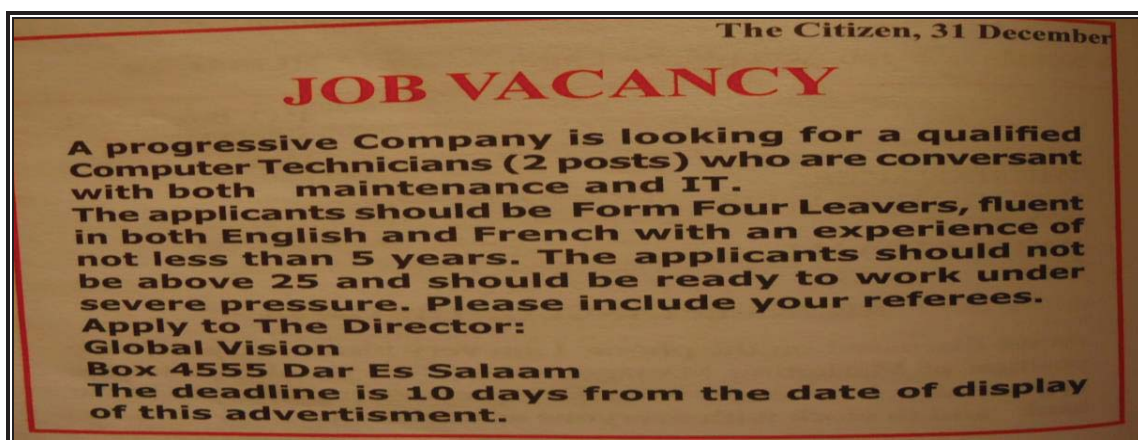 The Citizen, 31 December
JOB VACANCY
A progressive Company is looking for a qualified
Computer Technicians (2 posts) who are conversant
with both maintenance and IT.
The applicants should be Form Four Leavers, fluent
in both English and French with an experience of
not less than 5 years. The applicants should not
be above 25 and should be ready to work under
severe pressure. Please include your referees.
Apply to The Director:
Global Vision
Box 4555 Dar Es Salaam
The deadline is 10 days from the date of display
of this advertisment.